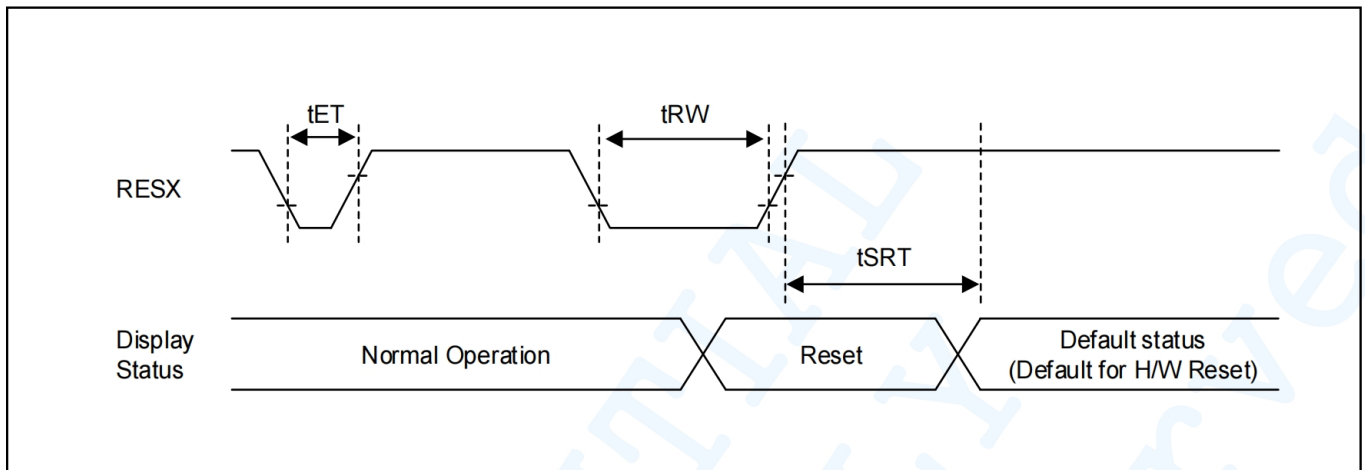 tET
tRW
RESX
tSRT
Display
Status
Normal Operation
Reset
Default status
(Default for H/W Reset)